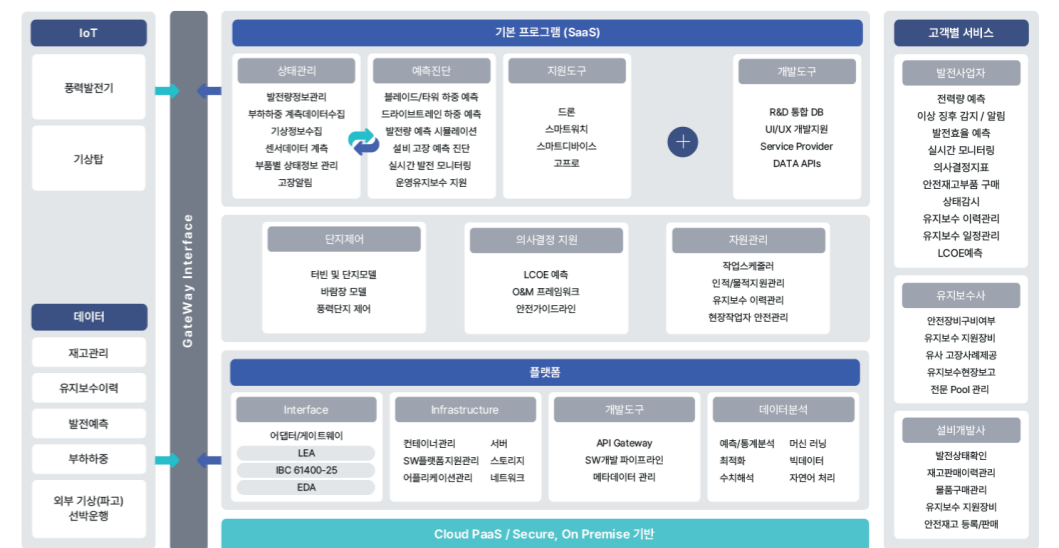 IoT
풍력발전기
기상탑
데이터
재고관리
유지보수이력
발전예측
부하하중
외부 기상(파고)
선박운행
GateWay Interface
기본 프로그램 (SaaS)
상태관리
발전량정보관리
부하하중 계측데이터수집
기상정보수집
센서데이터 계측
부품별 상태정보 관리
고장알림
예측진단
블레이드/타워 하중 예측
드라이브트레인 하중 예측
발전량 예측 시뮬레이션
설비 고장 예측 진단
실시간 발전 모니터링
운영유지보수 지원
지원도구
드론
스마트워치
스마트디바이스
고프로
개발도구
R&D 통합 DB
UI/UX 개발지원
Service Provider
DATA APIs
단지제어
터빈 및 단지모델
바람장 모델
풍력단지 제어
의사결정 지원
LCOE 예측
O&M 프레임워크
안전가이드라인
자원관리
작업스케줄러
인적/물적지원관리
유지보수 이력관리
현장작업자 안전관리
플랫폼
Interface
어댑터/게이트웨이
LEA
IBC 61400-25
EDA
Infrastructure
컨테이너관리 서버
SW플랫폼지원관리 스토리지
어플리케이션관리 네트워크
개발도구
API Gateway
SW개발 파이프라인
메타데이터 관리
데이터분석
예측/통계분석 머신 러닝
최적화 빅데이터
수치해석 자연어 처리
Cloud PaaS / Secure, On Premise 기반
고객별 서비스
발전사업자
전력량 예측
이상 징후 감지 / 알림
발전효율 예측
실시간 모니터링
의사결정지표
안전재고부품 구매
상태감시
유지보수 이력관리
유지보수 일정관리
LCOE예측
유지보수사
안전장비구비여부
유지보수 지원장비
유사 고장사례제공
유지보수현장보고
전문 Pool 관리
설비개발사
발전상태확인
재고판매이력관리
물품구매관리
유지보수 지원장비
안전재고 등록/판매